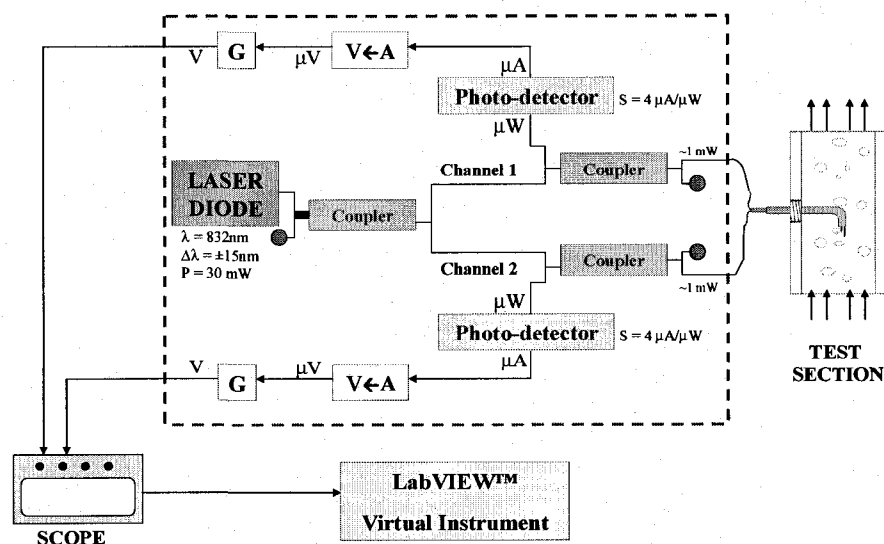 V
G
μV
V←A
μA
Photo-detector
S = 4 μA/μW
μW
~1 mW
Channel 1
Coupler
LASER
DIODE
Coupler
λ = 832nm
Δλ = ±15nm
P = 30 mW
Channel 2
Coupler
~1 mW
μW
Photo-detector
S = 4 μA/μW
μA
V
G
μV
V←A
TEST
SECTION
LabVIEW™
Virtual Instrument
SCOPE